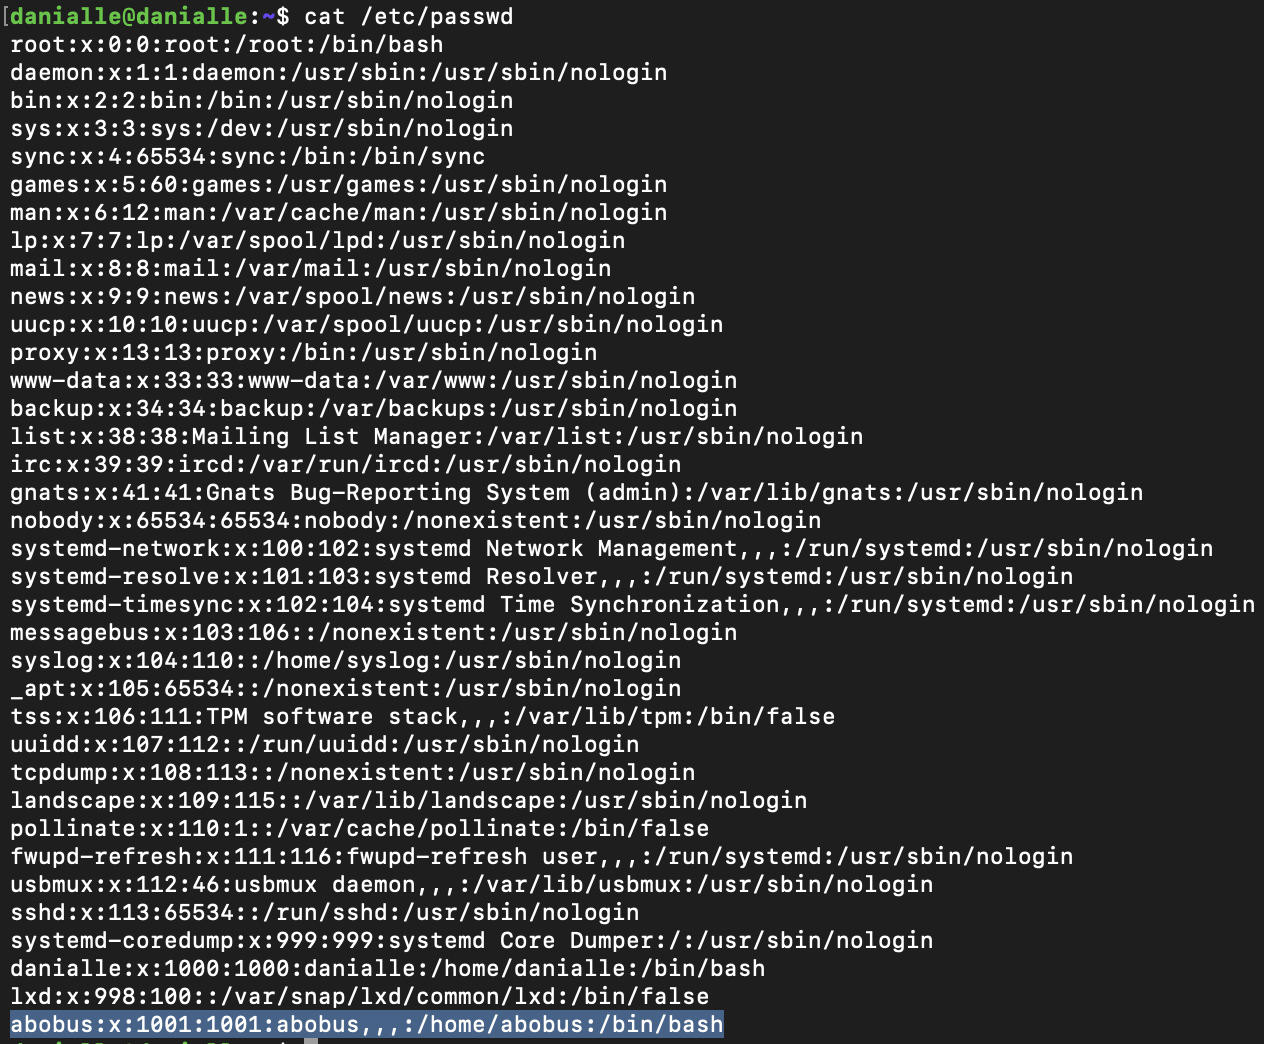 [danialle@danialle:~$ cat /etc/passwd
root:x:0:0:root:/root:/bin/bash
daemon:x:1:1:daemon:/usr/sbin:/usr/sbin/nologin
bin:x:2:2:bin:/bin:/usr/sbin/nologin
sys:x:3:3:sys:/dev:/usr/sbin/nologin
sync:x:4:65534:sync:/bin:/bin/sync
games:x:5:60:games:/usr/games:/usr/sbin/nologin
man:x:6:12:man:/var/cache/man:/usr/sbin/nologin
lp:x:7:7:lp:/var/spool/lpd:/usr/sbin/nologin
mail:x:8:8:mail:/var/mail:/usr/sbin/nologin
news:x:9:9:news:/var/spool/news:/usr/sbin/nologin
uucp:x:10:10:uucp:/var/spool/uucp:/usr/sbin/nologin
proxy:x:13:13:proxy:/bin:/usr/sbin/nologin
www-data:x:33:33:www-data:/var/www:/usr/sbin/nologin
backup:x:34:34:backup:/var/backups:/usr/sbin/nologin
list:x:38:38:Mailing List Manager:/var/list:/usr/sbin/nologin
irc:x:39:39:ircd:/var/run/ircd:/usr/sbin/nologin
gnats:x:41:41:Gnats Bug-Reporting System (admin):/var/lib/gnats:/usr/sbin/nologin
nobody:x:65534:65534:nobody:/nonexistent:/usr/sbin/nologin
systemd-network:x:100:102:systemd Network Management,,,:/run/systemd:/usr/sbin/nologin
systemd-resolve:x:101:103:systemd Resolver,,,:/run/systemd:/usr/sbin/nologin
systemd-timesync:x:102:104:systemd Time Synchronization,,,:/run/systemd:/usr/sbin/nologin
messagebus:x:103:106::/nonexistent:/usr/sbin/nologin
syslog:x:104:110::/home/syslog:/usr/sbin/nologin
_apt:x:105:65534::/nonexistent:/usr/sbin/nologin
tss:x:106:111:TPM software stack,,,:/var/lib/tpm:/bin/false
uuidd:x:107:112::/run/uuidd:/usr/sbin/nologin
tcpdump:x:108:113::/nonexistent:/usr/sbin/nologin
landscape:x:109:115::/var/lib/landscape:/usr/sbin/nologin
pollinate:x:110:1::/var/cache/pollinate:/bin/false
fwupd-refresh:x:111:116:fwupd-refresh user,,,:/run/systemd:/usr/sbin/nologin
usbmux:x:112:46:usbmux daemon,,,:/var/lib/usbmux:/usr/sbin/nologin
sshd:x:113:65534::/run/sshd:/usr/sbin/nologin
systemd-coredump:x:999:999:systemd Core Dumper:/:/usr/sbin/nologin
danialle:x:1000:1000:danialle:/home/danialle:/bin/bash
lxd:x:998:100::/var/snap/lxd/common/lxd:/bin/false
abobus:x:1001:1001:abobus,,,:/home/abobus:/bin/bash